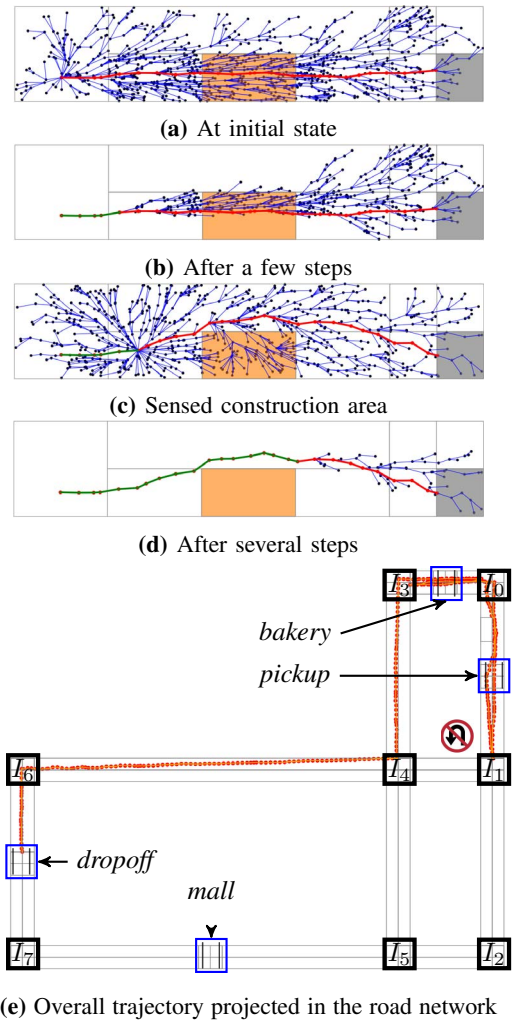 (a) At initial state
(b) After a few steps
(c) Sensed construction area
(d) After several steps
I3
I0
bakery
pickup
I6
I4
I1
dropoff
mall
I7
I5
I2
(e) Overall trajectory projected in the road network